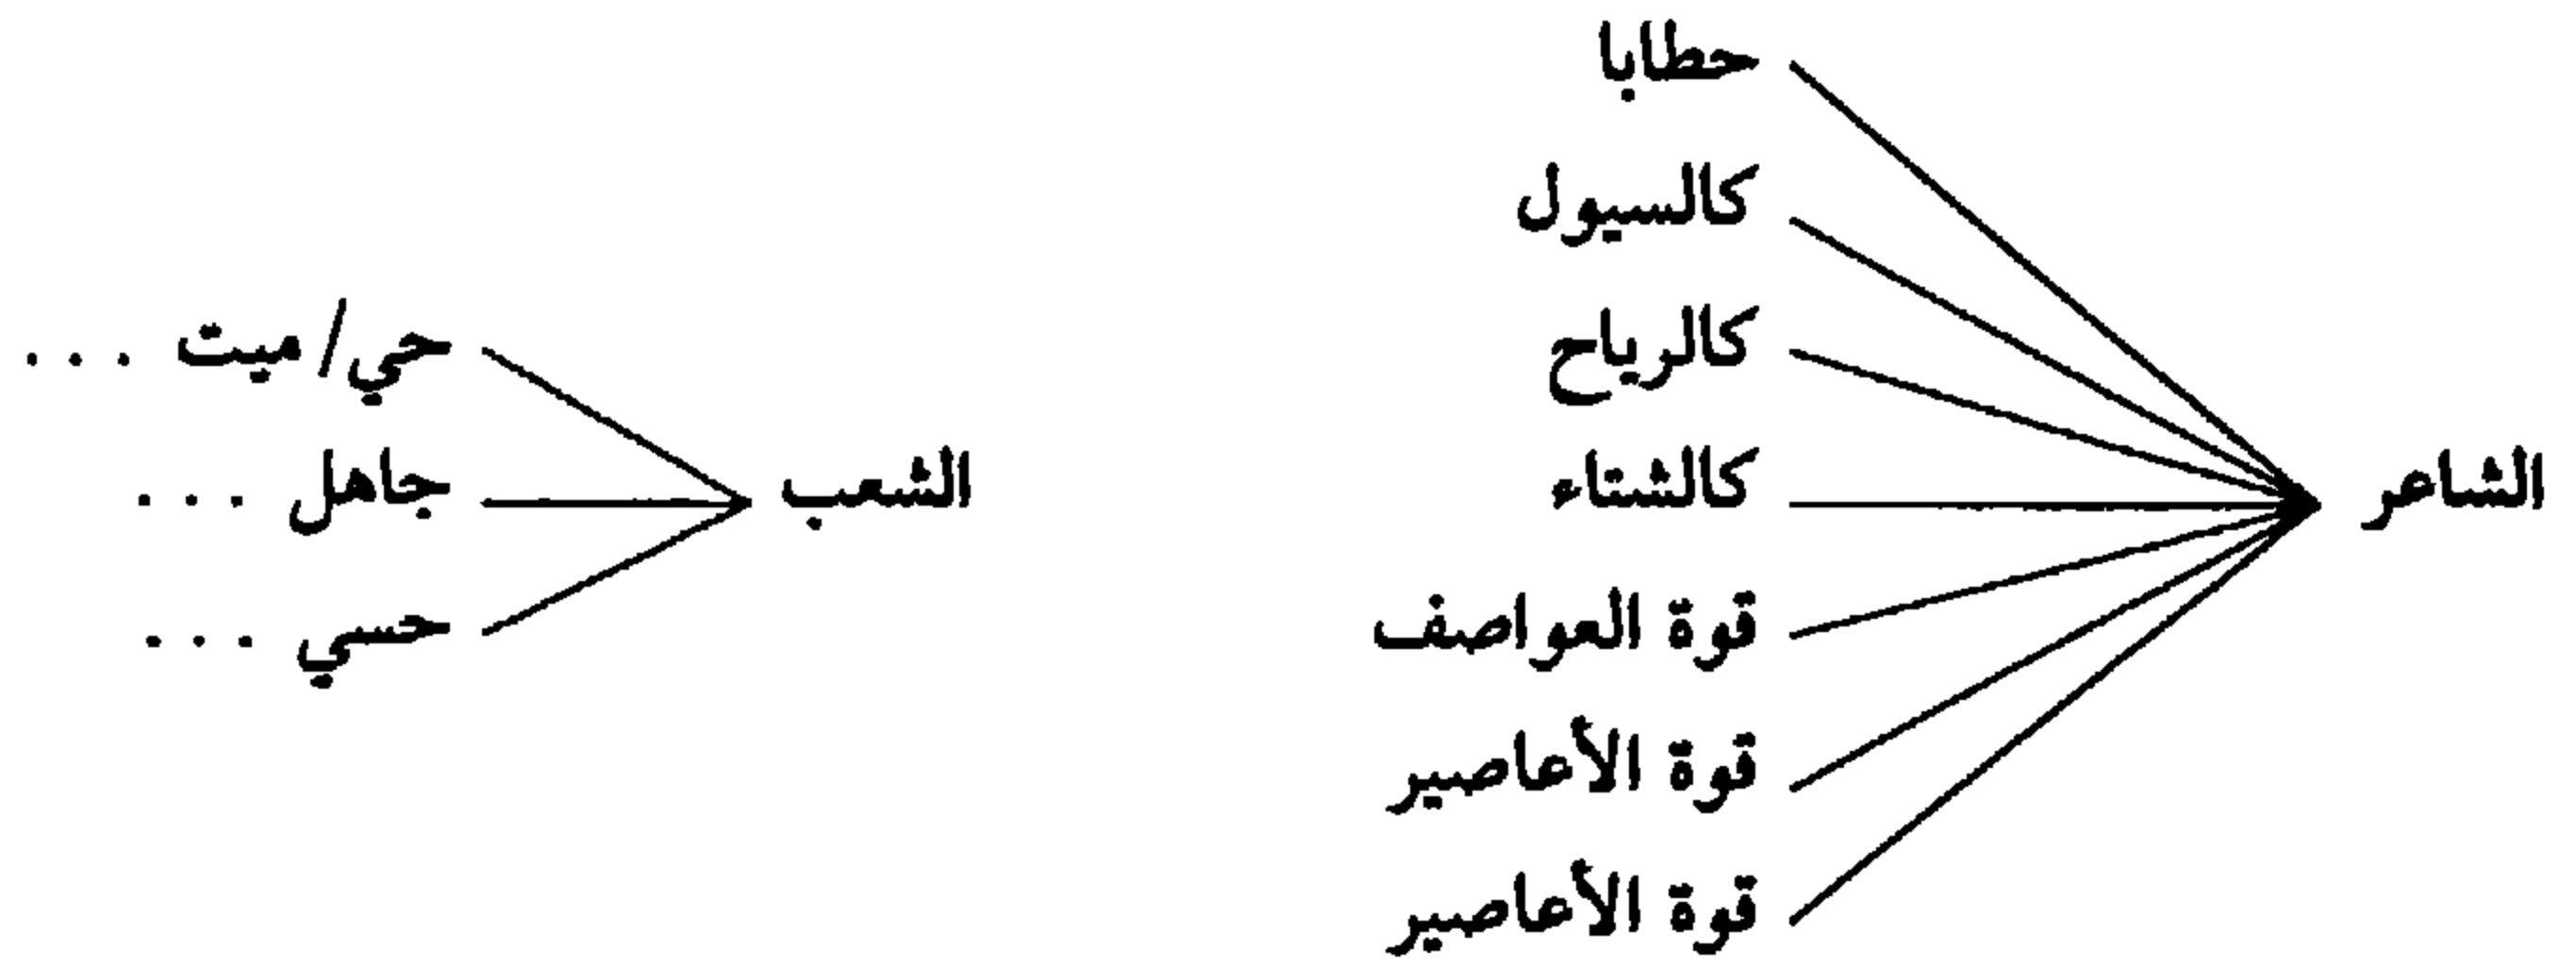 الشاعر
حطابا
كالسيول
كالرياح
كالشتاء
قوة العواصف
قوة الأعاصير
قوة الأعاصير
الشعب
حي/ميت ...
جاهل ...
حسي ...